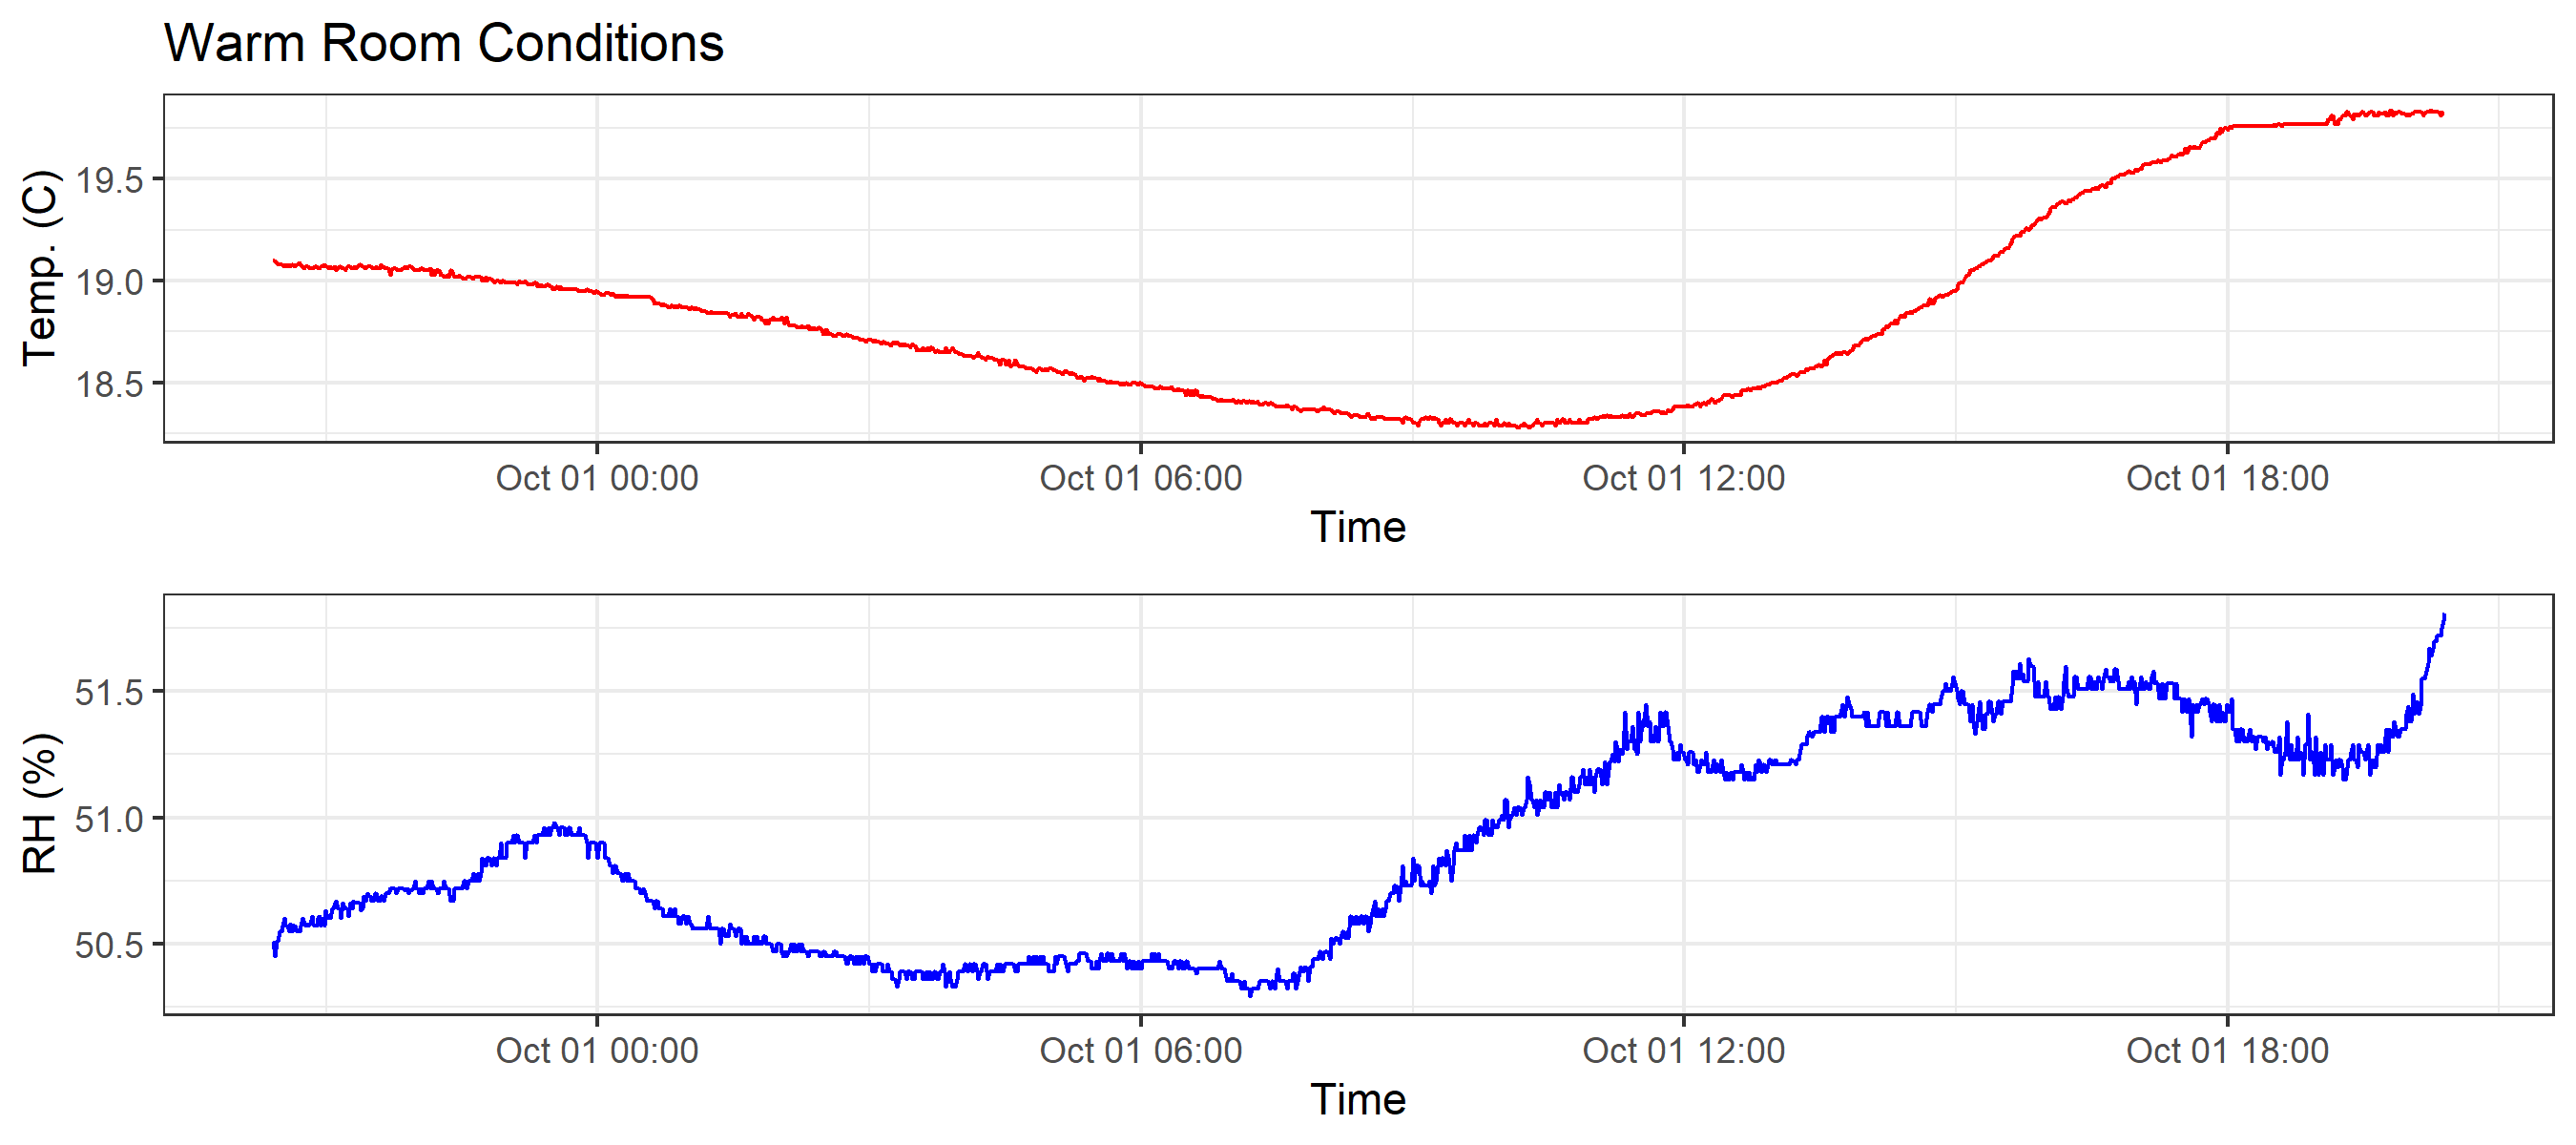 Warm Room Conditions
Temp. (C)
19.5
19.0
18.5
Oct 01 00:00 Oct 01 06:00 Oct 01 12:00 Oct 01 18:00
Time
RH (%)
51.5
51.0
50.5
Oct 01 00:00 Oct 01 06:00 Oct 01 12:00 Oct 01 18:00
Time